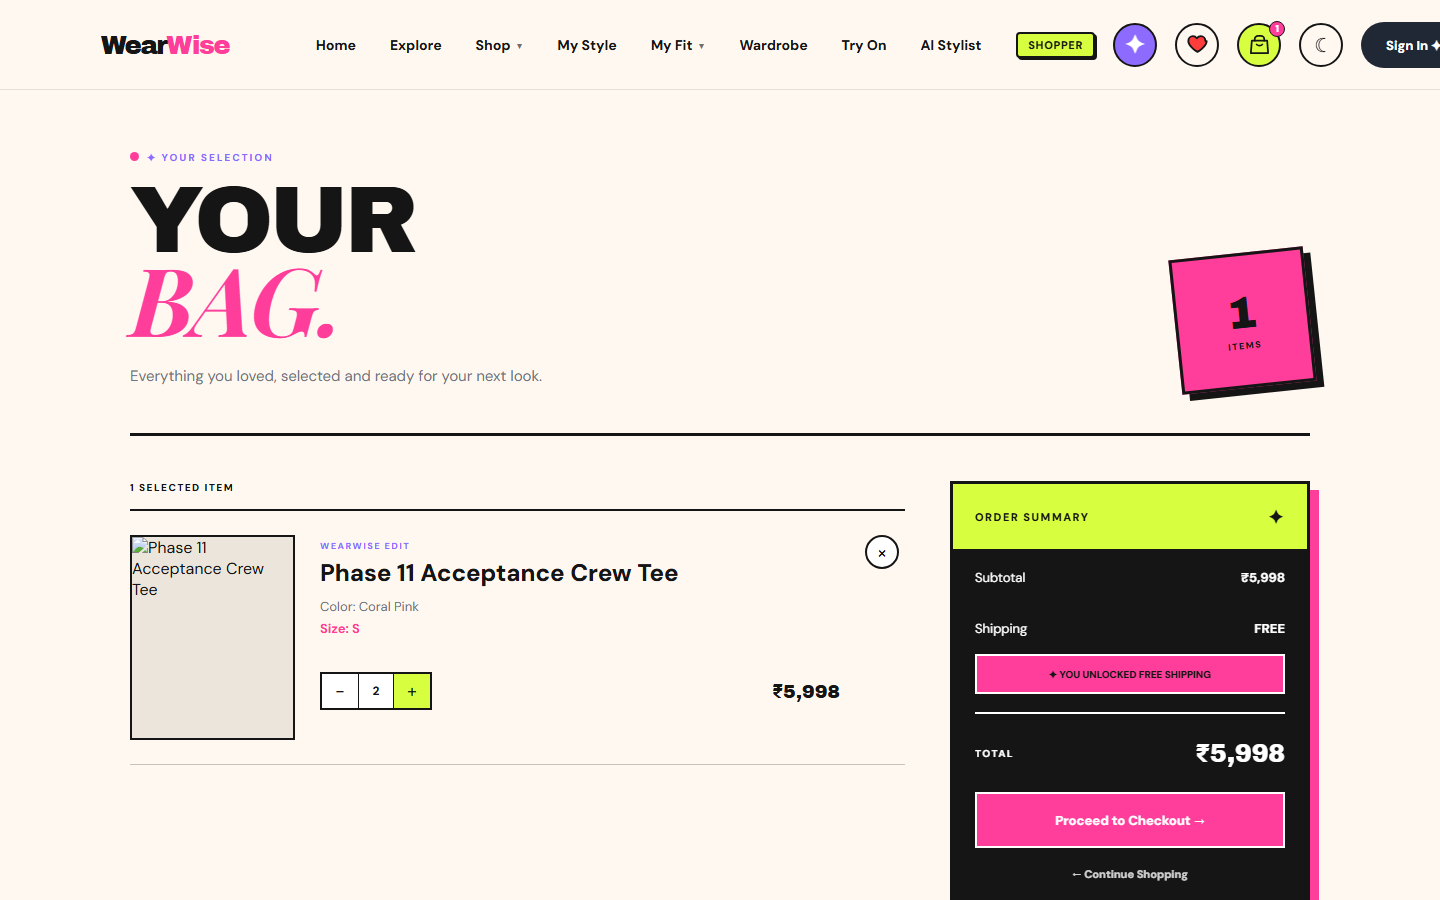 WearWise
Home
Explore
Shop ▾
My Style
My Fit ▾
Wardrobe
Try On
AI Stylist
SHOPPER
1
Sign In ✦
✦ YOUR SELECTION
YOUR
BAG.
Everything you loved, selected and ready for your next look.
1
ITEMS
1 SELECTED ITEM
Phase 11
Acceptance Crew
Tee
WEARWISE EDIT
Phase 11 Acceptance Crew Tee
Color: Coral Pink
Size: S
− 2 +
₹5,998
×
ORDER SUMMARY ✦
Subtotal ₹5,998
Shipping FREE
✦ YOU UNLOCKED FREE SHIPPING
TOTAL ₹5,998
Proceed to Checkout →
← Continue Shopping